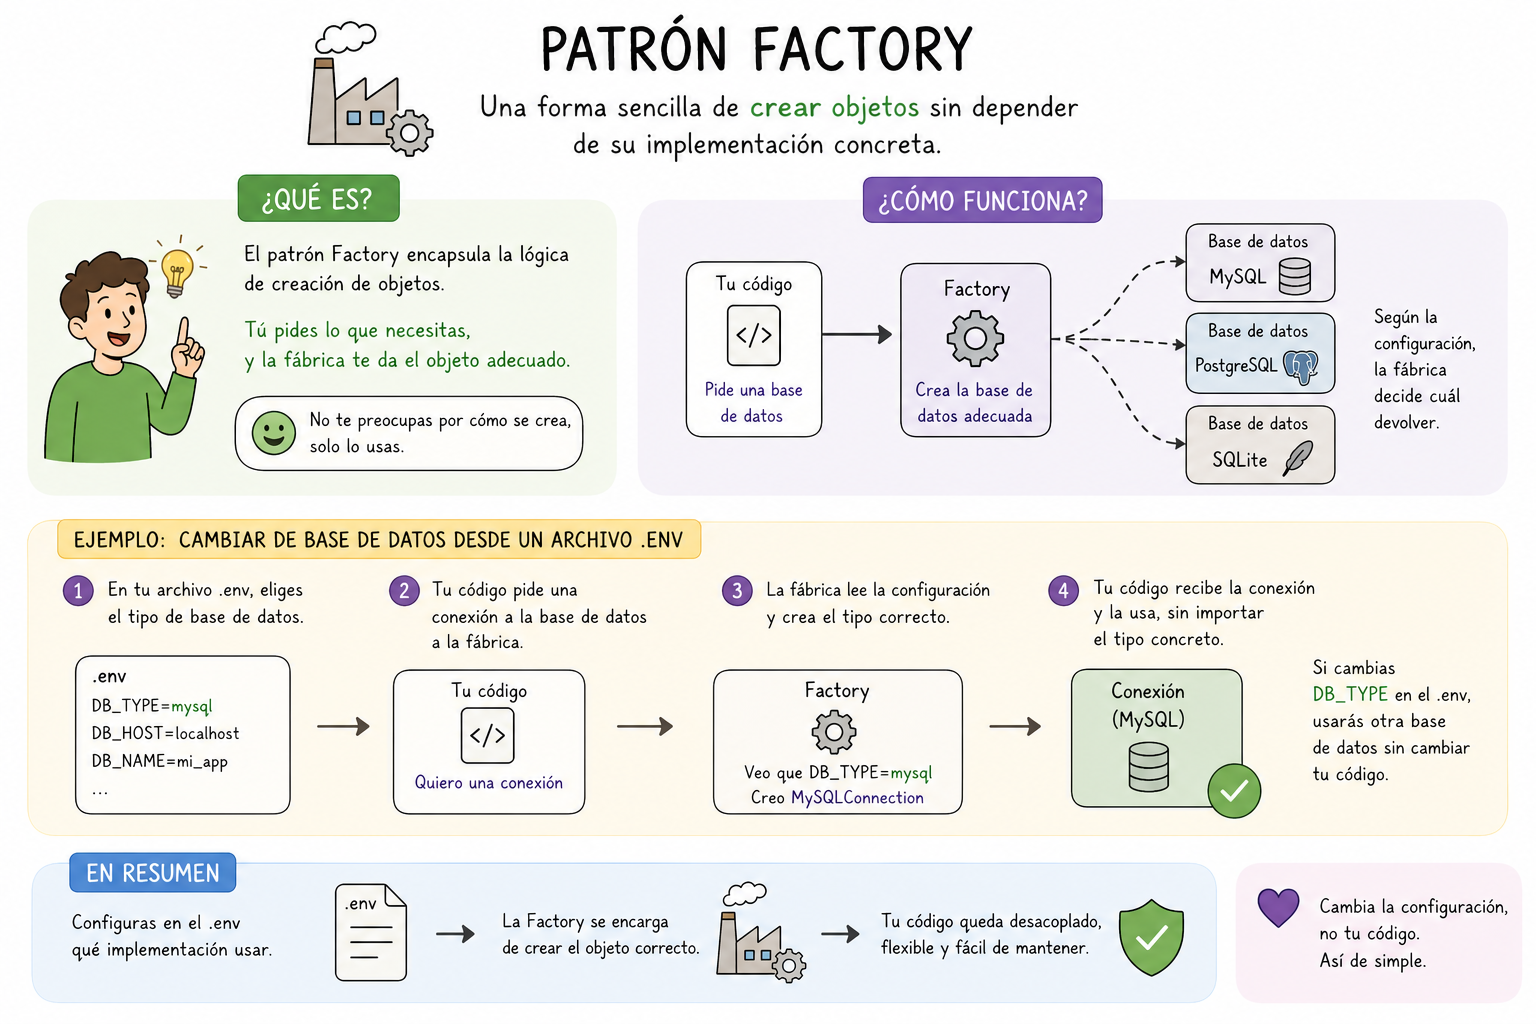 PATRÓN FACTORY
Una forma sencilla de crear objetos sin depender
de su implementación concreta.
¿QUÉ ES?
El patrón Factory encapsula la lógica
de creación de objetos.
Tú pides lo que necesitas,
y la fábrica te da el objeto adecuado.
No te preocupas por cómo se crea,
solo lo usas.
¿CÓMO FUNCIONA?
Tu código
</>
Pide una base
de datos
Factory
Crea la base de
datos adecuada
Base de datos
MySQL
Base de datos
PostgreSQL
Base de datos
SQLite
Según la
configuración,
la fábrica
decide cuál
devolver.
EJEMPLO: CAMBIAR DE BASE DE DATOS DESDE UN ARCHIVO .ENV
1
En tu archivo .env, eliges
el tipo de base de datos.
.env
DB_TYPE=mysql
DB_HOST=localhost
DB_NAME=mi_app
...
2
Tu código pide una
conexión a la base de datos
a la fábrica.
Tu código
</>
Quiero una conexión
3
La fábrica lee la configuración
y crea el tipo correcto.
Factory
Veo que DB_TYPE=mysql
Creo MySQLConnection
4
Tu código recibe la conexión
y la usa, sin importar
el tipo concreto.
Conexión
(MySQL)
Si cambias
DB_TYPE en el .env,
usarás otra base
de datos sin cambiar
tu código.
EN RESUMEN
Configuras en el .env
qué implementación usar.
.env
La Factory se encarga
de crear el objeto correcto.
Tu código queda desacoplado,
flexible y fácil de mantener.
Cambia la configuración,
no tu código.
Así de simple.